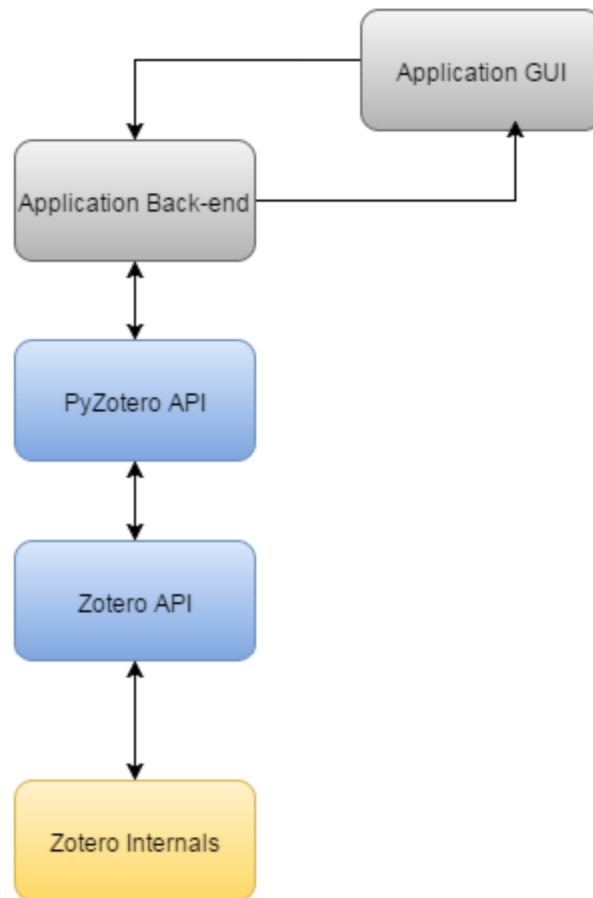 Application GUI
Application Back-end
PyZotero API
Zotero API
Zotero Internals